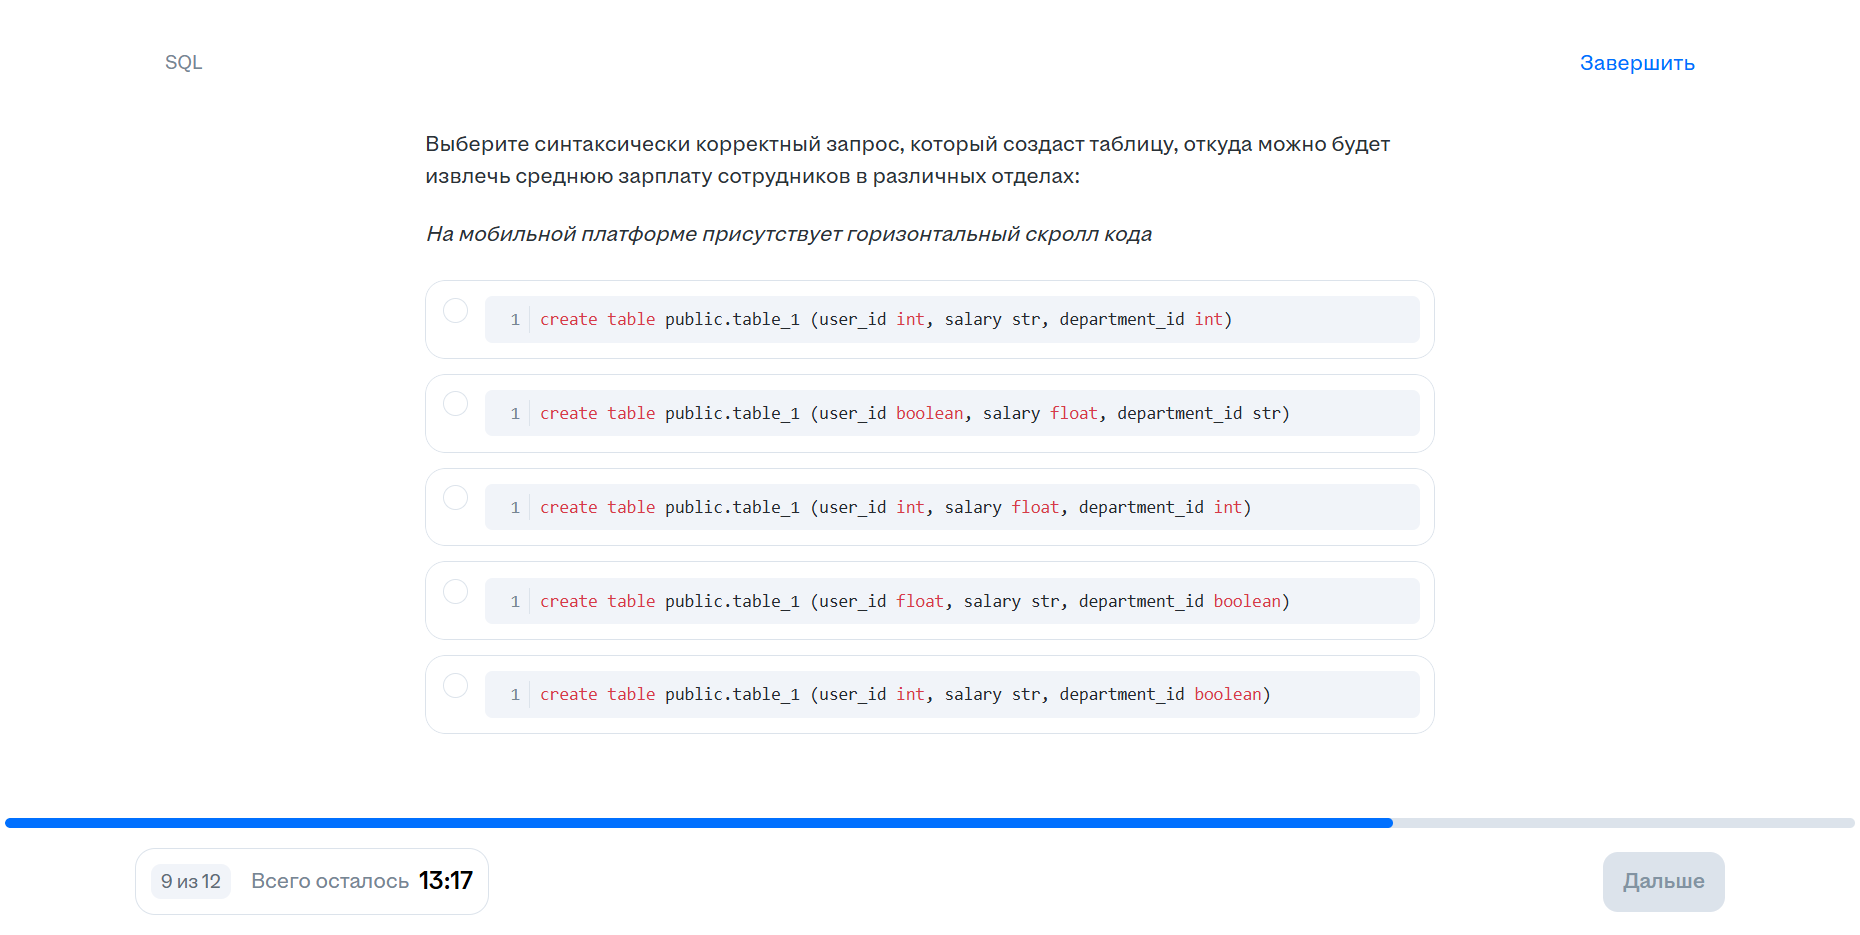 SQL
Завершить
Выберите синтаксически корректный запрос, который создаст таблицу, откуда можно будет
извлечь среднюю зарплату сотрудников в различных отделах:
На мобильной платформе присутствует горизонтальный скролл кода
1 create table public.table_1 (user_id int, salary str, department_id int)
1 create table public.table_1 (user_id boolean, salary float, department_id str)
1 create table public.table_1 (user_id int, salary float, department_id int)
1 create table public.table_1 (user_id float, salary str, department_id boolean)
1 create table public.table_1 (user_id int, salary str, department_id boolean)
9 из 12 Всего осталось 13:17
Дальше